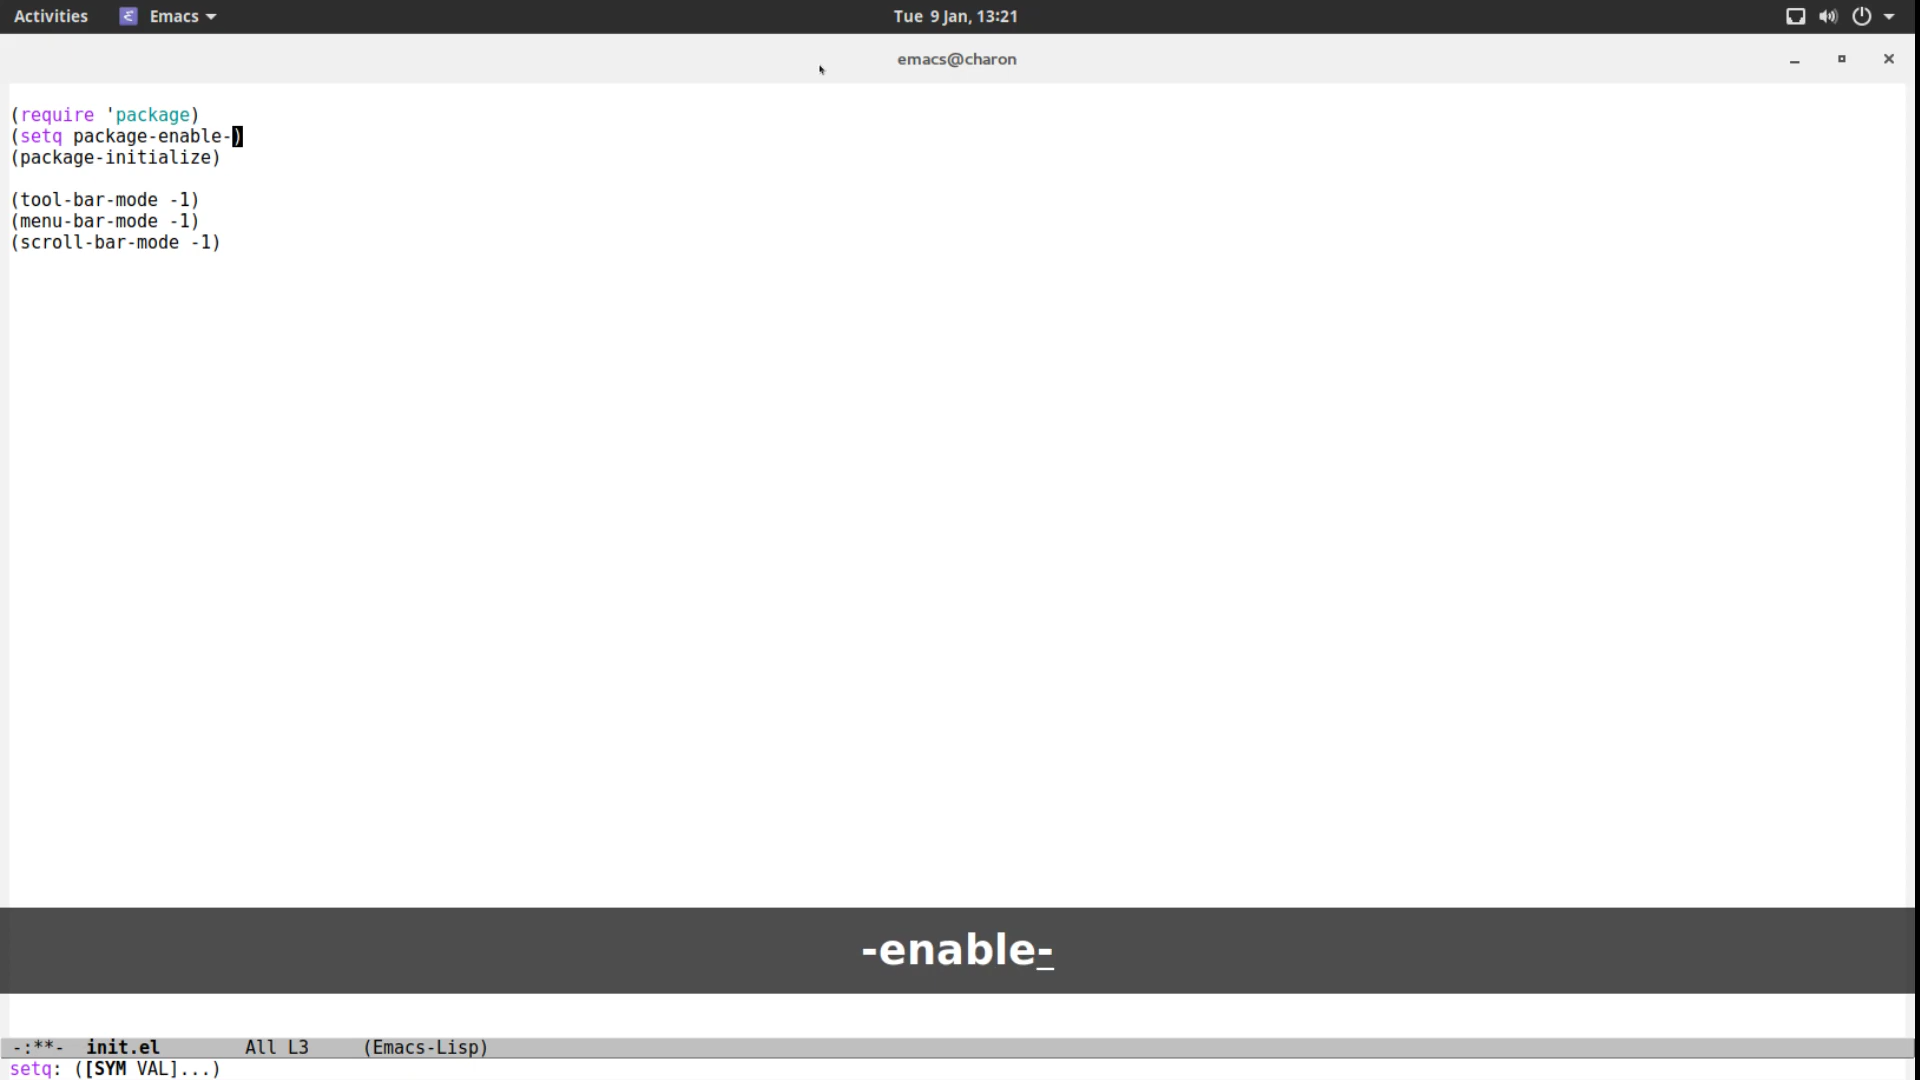 Activities Emacs Tue 9 Jan, 13:21
emacs@charon
(require 'package)
(setq package-enable-)
(package-initialize)
(tool-bar-mode -1)
(menu-bar-mode -1)
(scroll-bar-mode -1)
-enable-
-:**- init.el All L3 (Emacs-Lisp)
setq: ([SYM VAL]...)